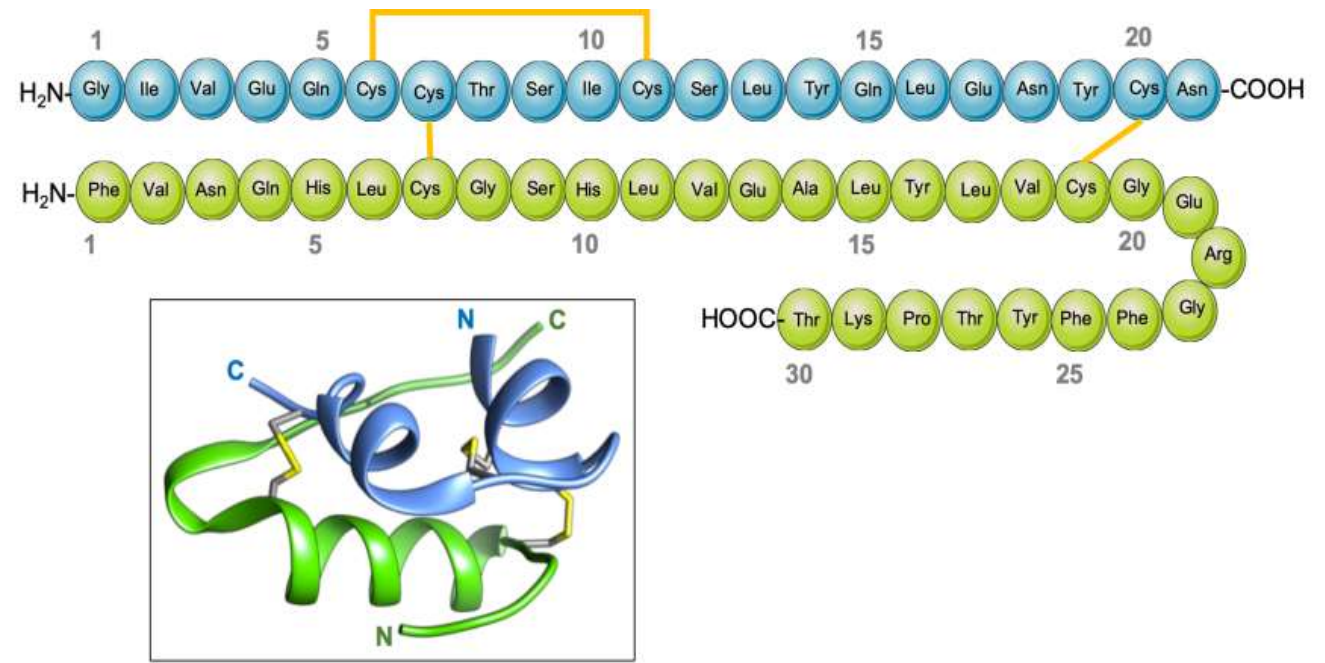 1 5 10 15 20
H₂N- Gly Ile Val Glu Gln Cys Cys Thr Ser Ile Cys Ser Leu Tyr Gln Leu Glu Asn Tyr Cys Asn -COOH
H₂N- Phe Val Asn Gln His Leu Cys Gly Ser His Leu Val Glu Ala Leu Tyr Leu Val Cys Gly Glu
1 5 10 15 20
Arg
HOOC- Thr Lys Pro Thr Tyr Phe Phe Gly
30 25
N C
C
N